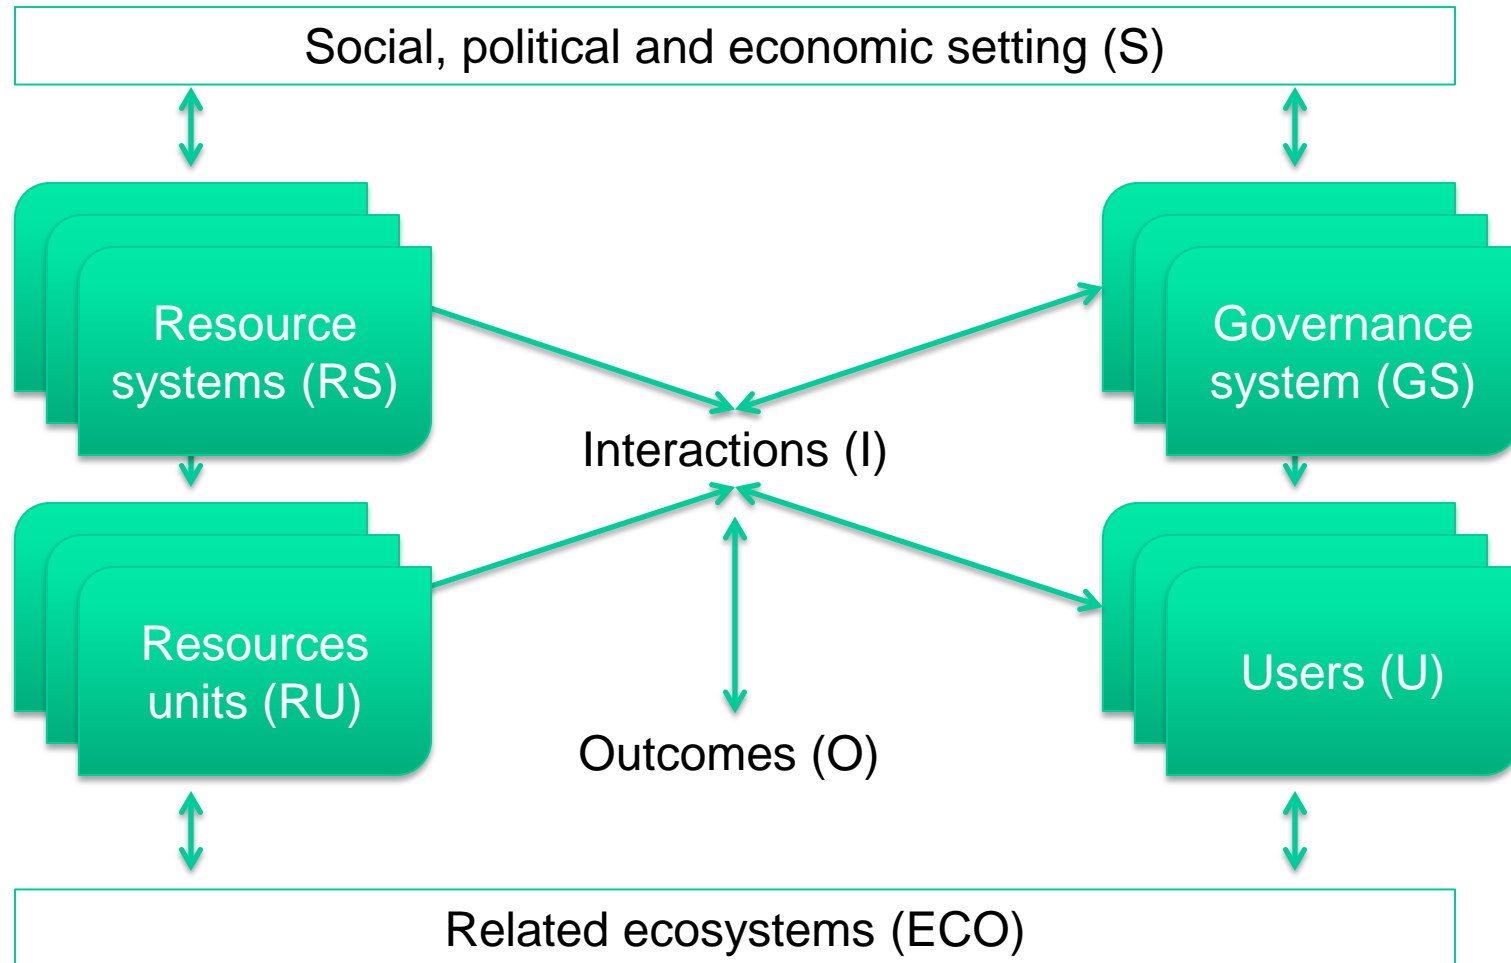 Social, political and economic setting (S)
Resource
systems (RS)
Governance
system (GS)
Interactions (I)
Resources
units (RU)
Users (U)
Outcomes (O)
Related ecosystems (ECO)